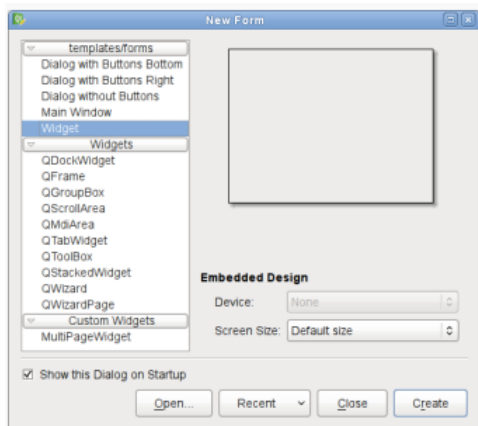 New Form
templates/forms
Dialog with Buttons Bottom
Dialog with Buttons Right
Dialog without Buttons
Main Window
Widget
Widgets
QDockWidget
QFrame
QGroupBox
QScrollArea
QMdiArea
QTabWidget
QToolBox
QStackedWidget
QWizard
QWizardPage
Custom Widgets
MultiPageWidget
Embedded Design
Device: None
Screen Size: Default size
Show this Dialog on Startup
Open... Recent Close Create